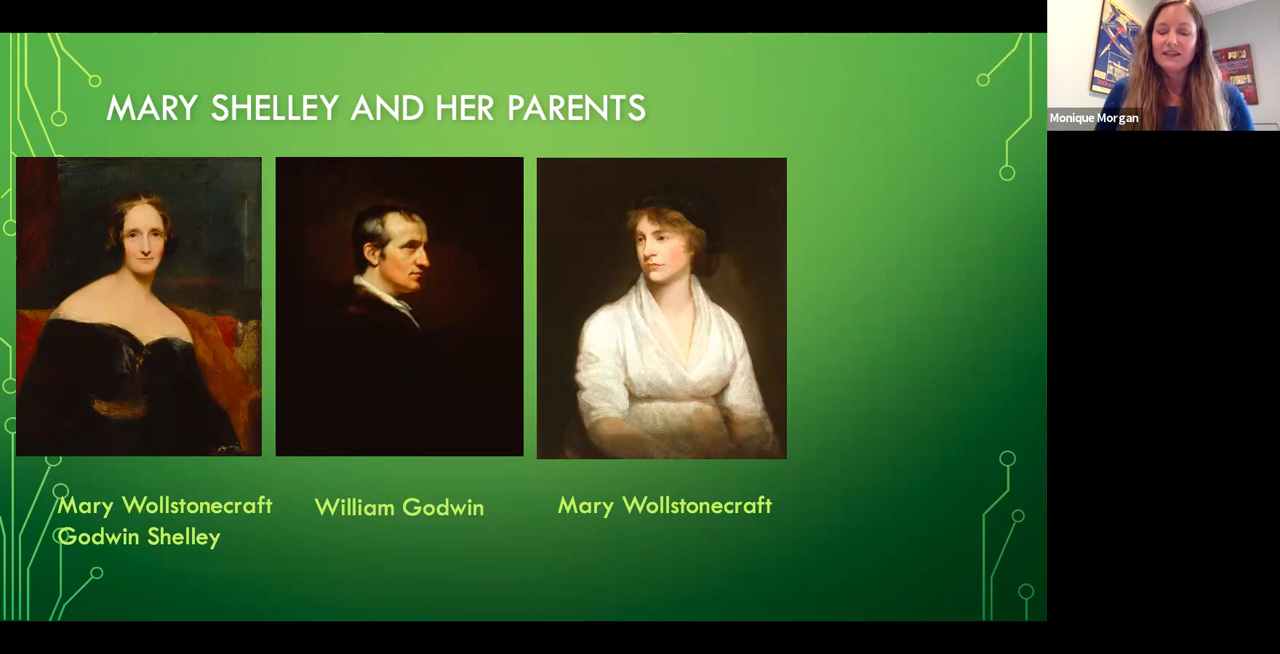 MARY SHELLEY AND HER PARENTS
Mary Wollstonecraft
Godwin Shelley
William Godwin
Mary Wollstonecraft
Monique Morgan